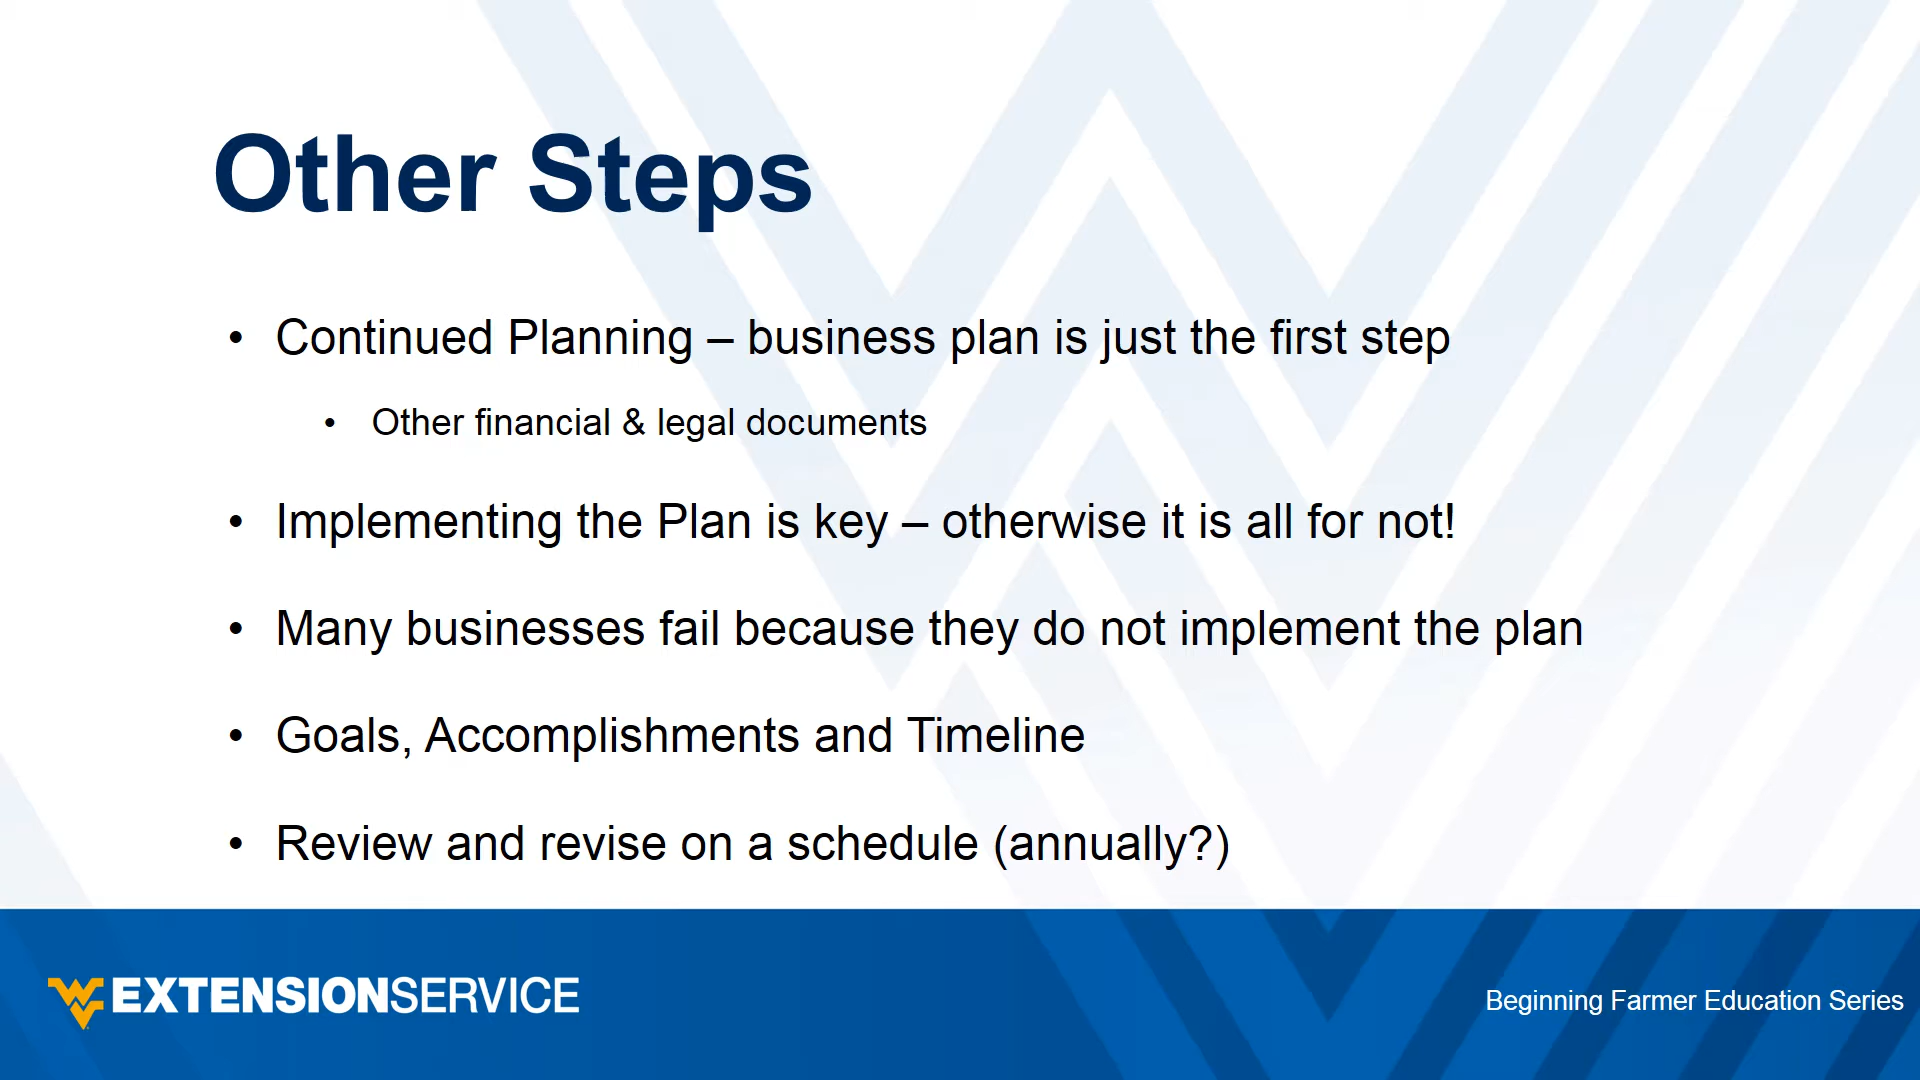 Other Steps
• Continued Planning – business plan is just the first step
• Other financial & legal documents
• Implementing the Plan is key – otherwise it is all for not!
• Many businesses fail because they do not implement the plan
• Goals, Accomplishments and Timeline
• Review and revise on a schedule (annually?)
WV EXTENSIONSERVICE
Beginning Farmer Education Series